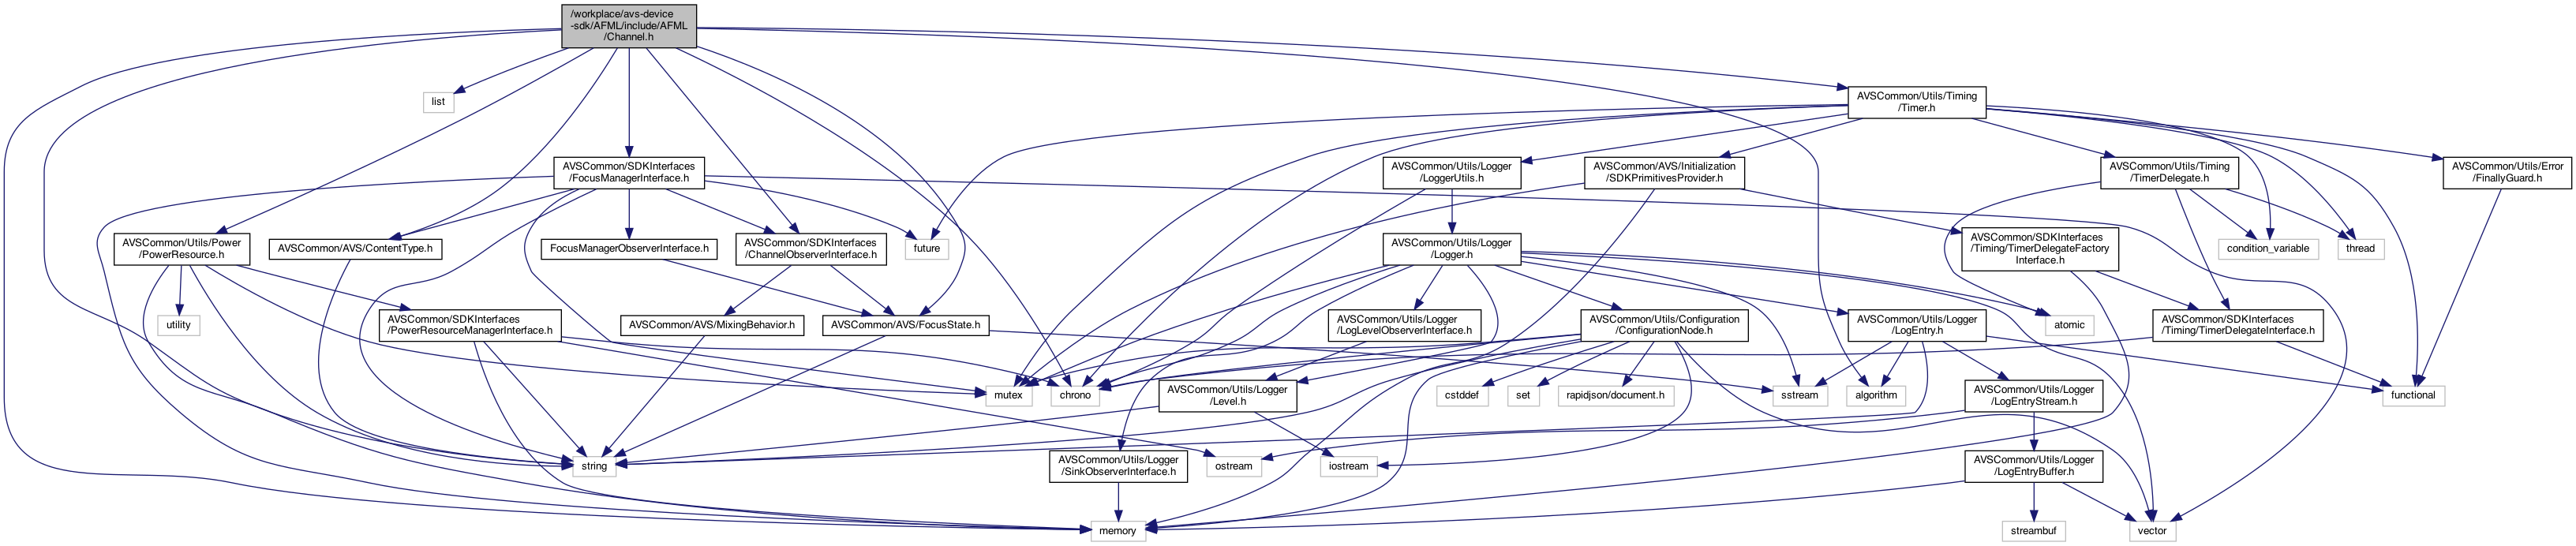 /workplace/avs-device
-sdk/AFML/include/AFML
/Channel.h
list
AVSCommon/Utils/Timing
/Timer.h
AVSCommon/SDKInterfaces
/FocusManagerInterface.h
AVSCommon/Utils/Logger
/LoggerUtils.h
AVSCommon/AVS/Initialization
/SDKPrimitivesProvider.h
AVSCommon/Utils/Timing
/TimerDelegate.h
AVSCommon/Utils/Error
/FinallyGuard.h
AVSCommon/Utils/Power
/PowerResource.h
AVSCommon/AVS/ContentType.h
FocusManagerObserverInterface.h
AVSCommon/SDKInterfaces
/ChannelObserverInterface.h
future
AVSCommon/Utils/Logger
/Logger.h
AVSCommon/SDKInterfaces
/Timing/TimerDelegateFactory
Interface.h
condition_variable
thread
utility
AVSCommon/SDKInterfaces
/PowerResourceManagerInterface.h
AVSCommon/AVS/MixingBehavior.h
AVSCommon/AVS/FocusState.h
AVSCommon/Utils/Logger
/LogLevelObserverInterface.h
AVSCommon/Utils/Configuration
/ConfigurationNode.h
AVSCommon/Utils/Logger
/LogEntry.h
atomic
AVSCommon/SDKInterfaces
/Timing/TimerDelegateInterface.h
mutex
chrono
AVSCommon/Utils/Logger
/Level.h
cstddef
set
rapidjson/document.h
sstream
algorithm
AVSCommon/Utils/Logger
/LogEntryStream.h
functional
string
AVSCommon/Utils/Logger
/SinkObserverInterface.h
ostream
iostream
AVSCommon/Utils/Logger
/LogEntryBuffer.h
memory
streambuf
vector